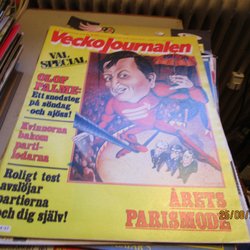 VeckoJournalen
VAL
SPECIAL
OLOF
PALME:
Ett snedsteg
på söndag
och ajöss!
Kvinnorna
bakom
parti-
ledarna
Roligt test
avslöjar
partierna
och dig själv!
ÅRETS
PARISMODE